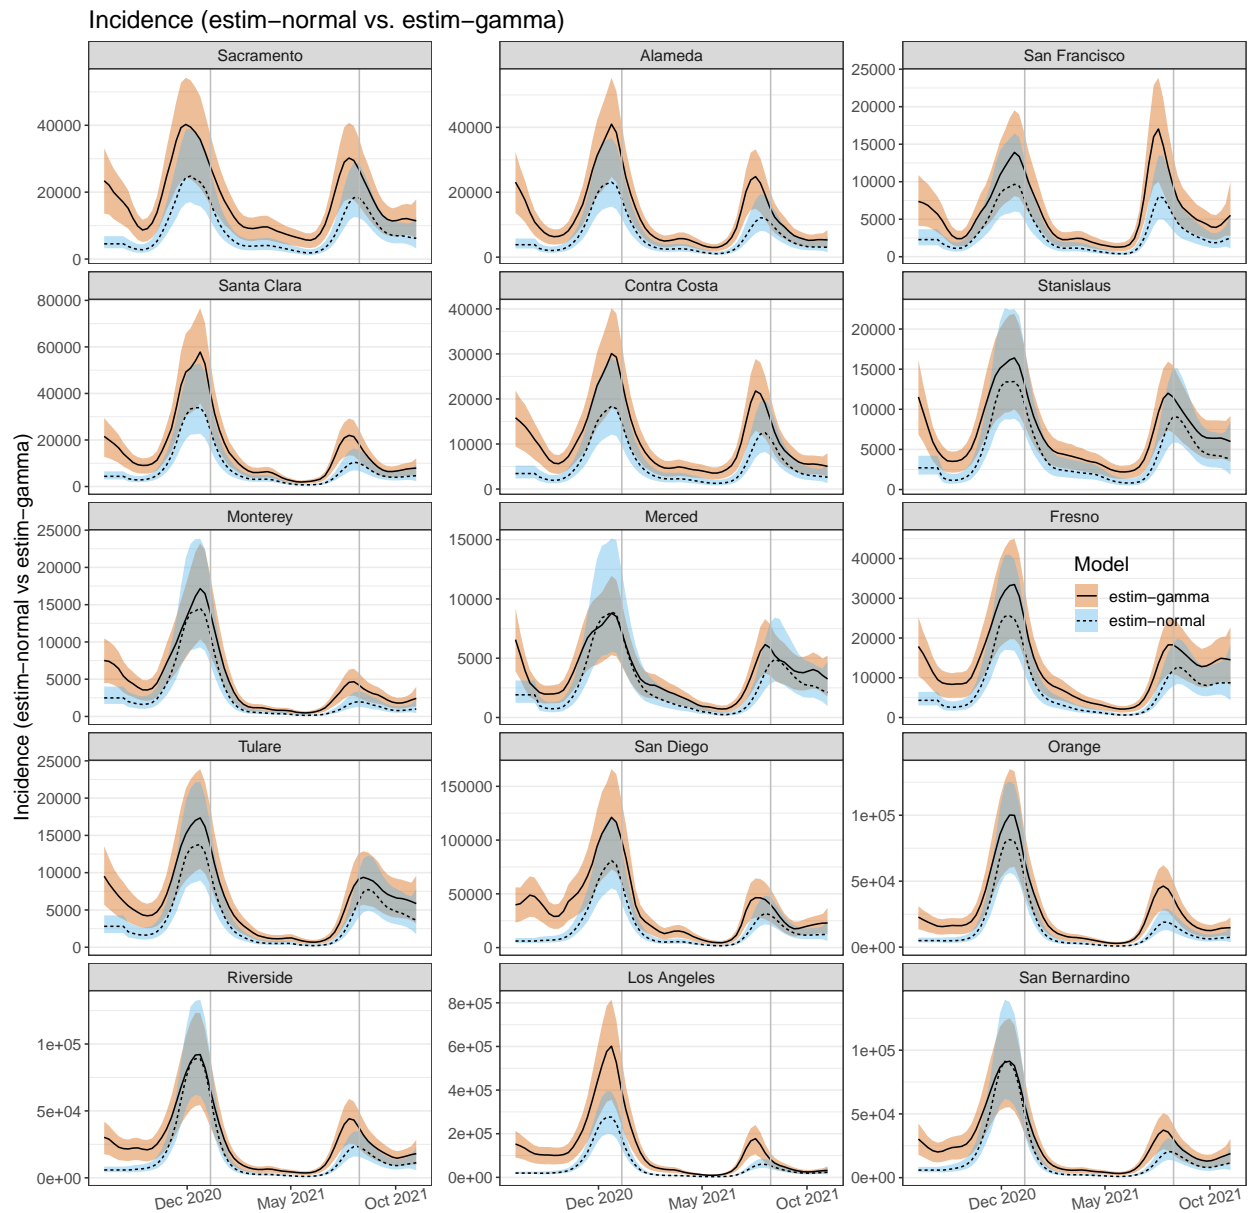 Incidence (estim−normal vs. estim−gamma)
Incidence (estim−normal vs estim−gamma)
Sacramento
40000
20000
0
Alameda
40000
20000
0
San Francisco
25000
20000
15000
10000
5000
0
Santa Clara
80000
60000
40000
20000
0
Contra Costa
40000
30000
20000
10000
0
Stanislaus
20000
15000
10000
5000
0
Monterey
25000
20000
15000
10000
5000
0
Merced
15000
10000
5000
0
Fresno
40000
30000
20000
10000
0
Model
estim−gamma
estim−normal
Tulare
25000
20000
15000
10000
5000
0
San Diego
150000
100000
50000
0
Orange
1e+05
5e+04
0e+00
Riverside
1e+05
5e+04
0e+00
Los Angeles
8e+05
6e+05
4e+05
2e+05
0e+00
San Bernardino
1e+05
5e+04
0e+00
Dec 2020
May 2021
Oct 2021
Dec 2020
May 2021
Oct 2021
Dec 2020
May 2021
Oct 2021